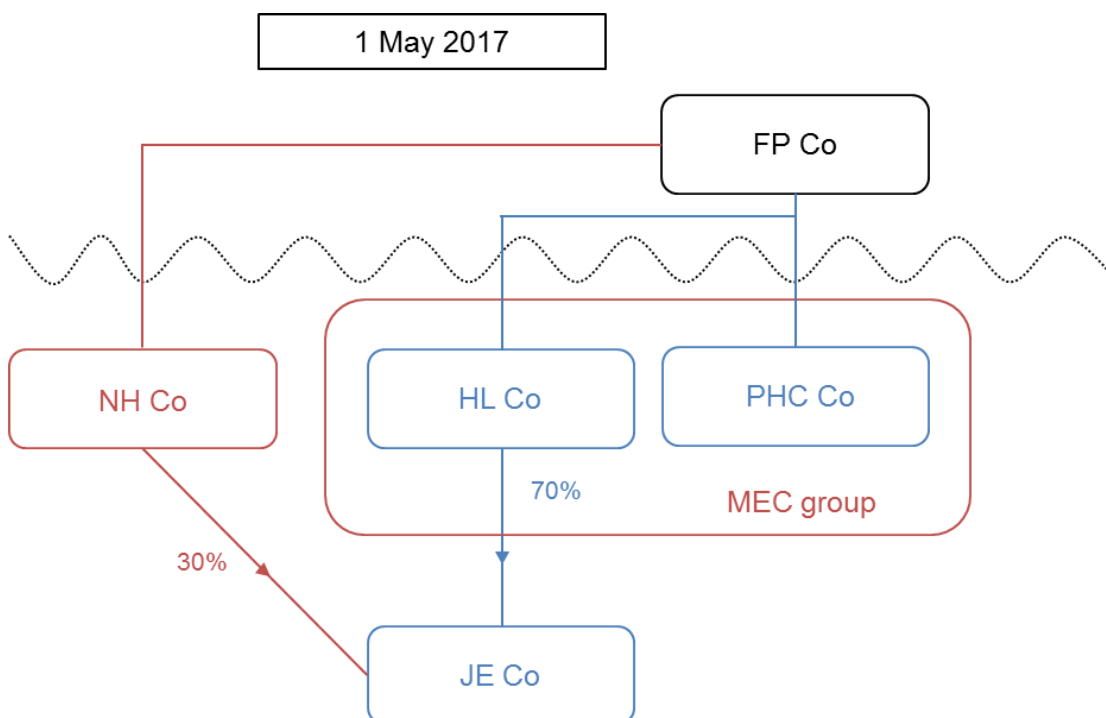 1 May 2017
FP Co
NH Co
HL Co
PHC Co
70%
MEC group
30%
JE Co